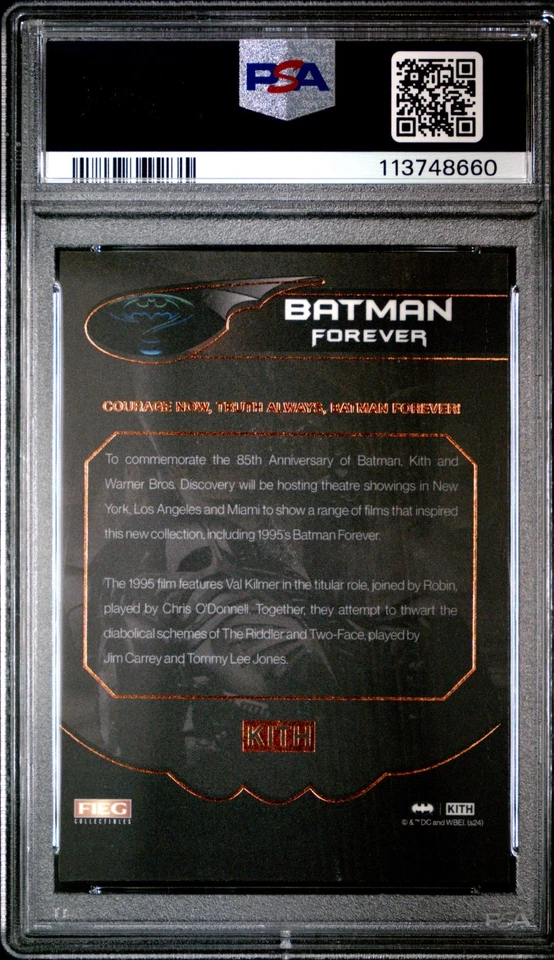 PSA
113748660
BATMAN
FOREVER
COURAGE NOW, TRUTH ALWAYS, BATMAN FOREVER!
To commemorate the 85th Anniversary of Batman, Kith and
Warner Bros. Discovery will be hosting theatre showings in New
York, Los Angeles and Miami to show a range of films that inspired
this new collection, including 1995's Batman Forever.
The 1995 film features Val Kilmer in the titular role, joined by Robin,
played by Chris O'Donnell. Together, they attempt to thwart the
diabolical schemes of The Riddler and Two-Face, played by
Jim Carrey and Tommy Lee Jones.
KITH
FIEG
COLLECTIBLES
KITH
© & ™ DC and WBEI. (s24)
PSA